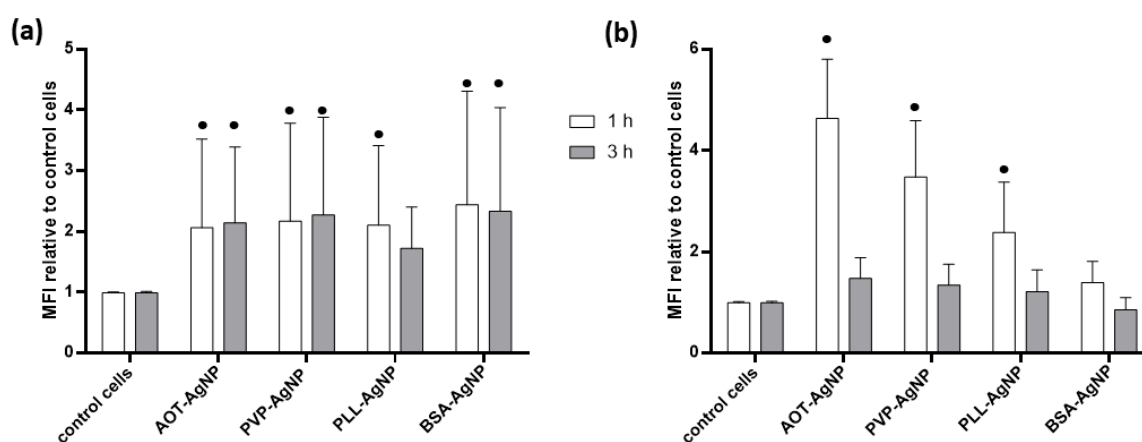 (a)
MFI relative to control cells
5
4
3
2
1
0
control cells
AOT-AgNP
PVP-AgNP
PLL-AgNP
BSA-AgNP
1 h
3 h
(b)
MFI relative to control cells
6
4
2
0
control cells
AOT-AgNP
PVP-AgNP
PLL-AgNP
BSA-AgNP